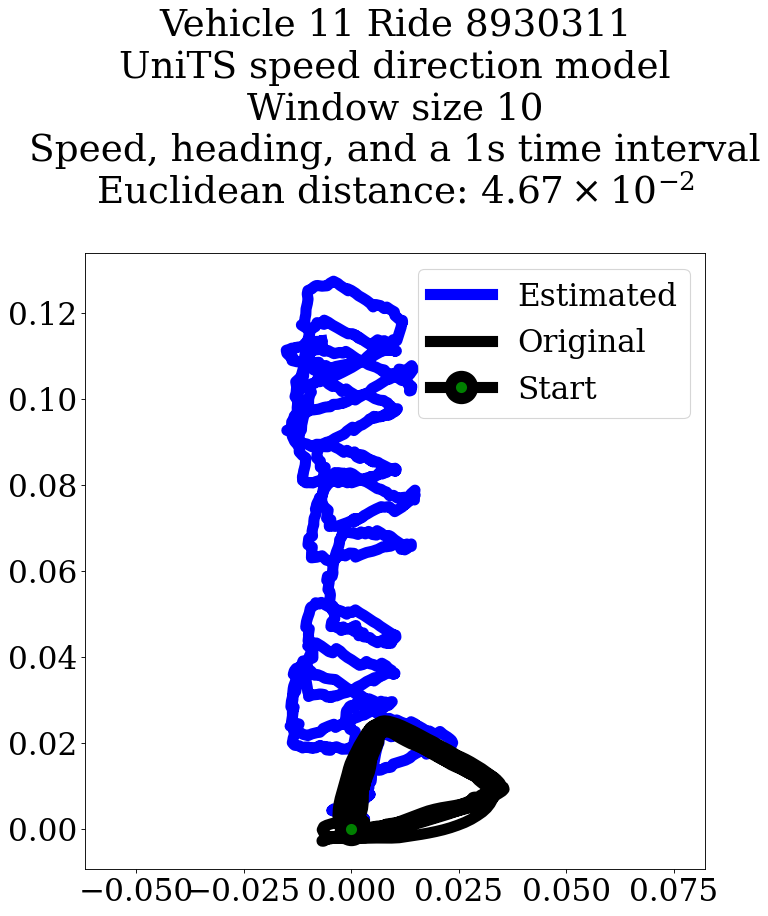 Vehicle 11 Ride 8930311
UniTS speed direction model
Window size 10
Speed, heading, and a 1s time interval
Euclidean distance: 4.67 × 10⁻²
Estimated
Original
Start
0.12
0.10
0.08
0.06
0.04
0.02
0.00
−0.050 −0.025 0.000 0.025 0.050 0.075